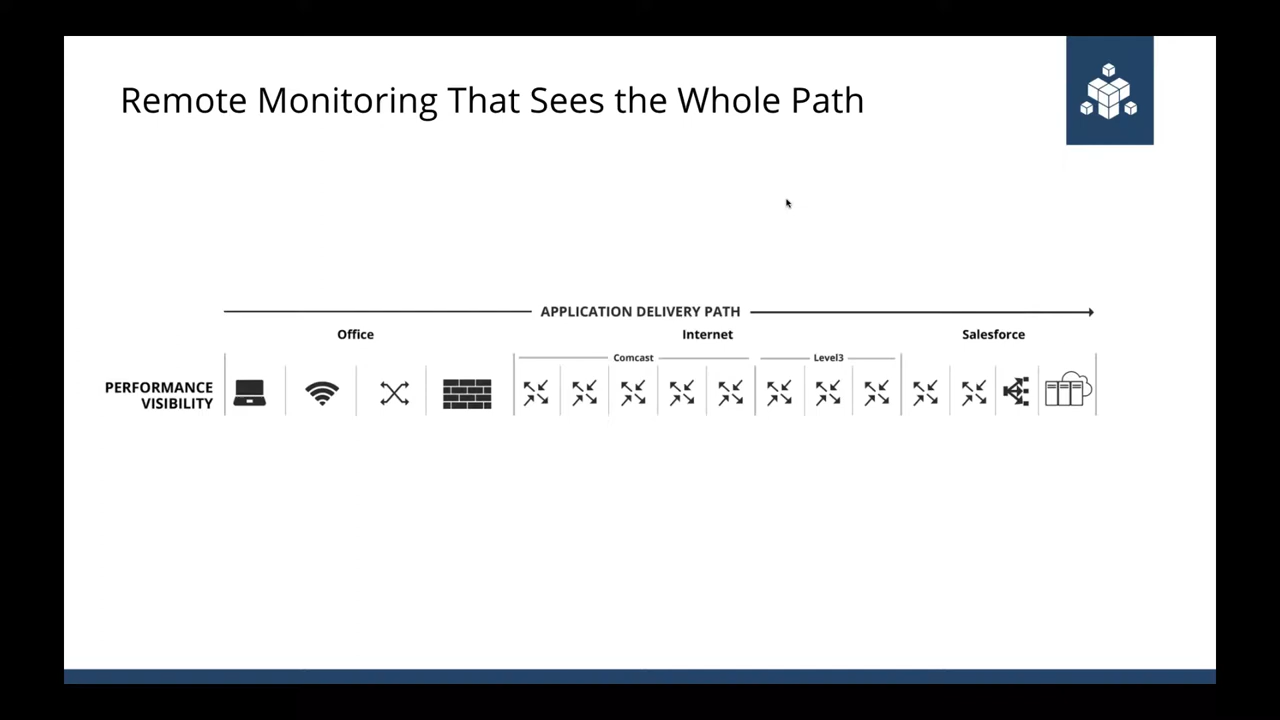 Remote Monitoring That Sees the Whole Path
APPLICATION DELIVERY PATH
Office
Internet
Salesforce
Comcast
Level3
PERFORMANCE
VISIBILITY